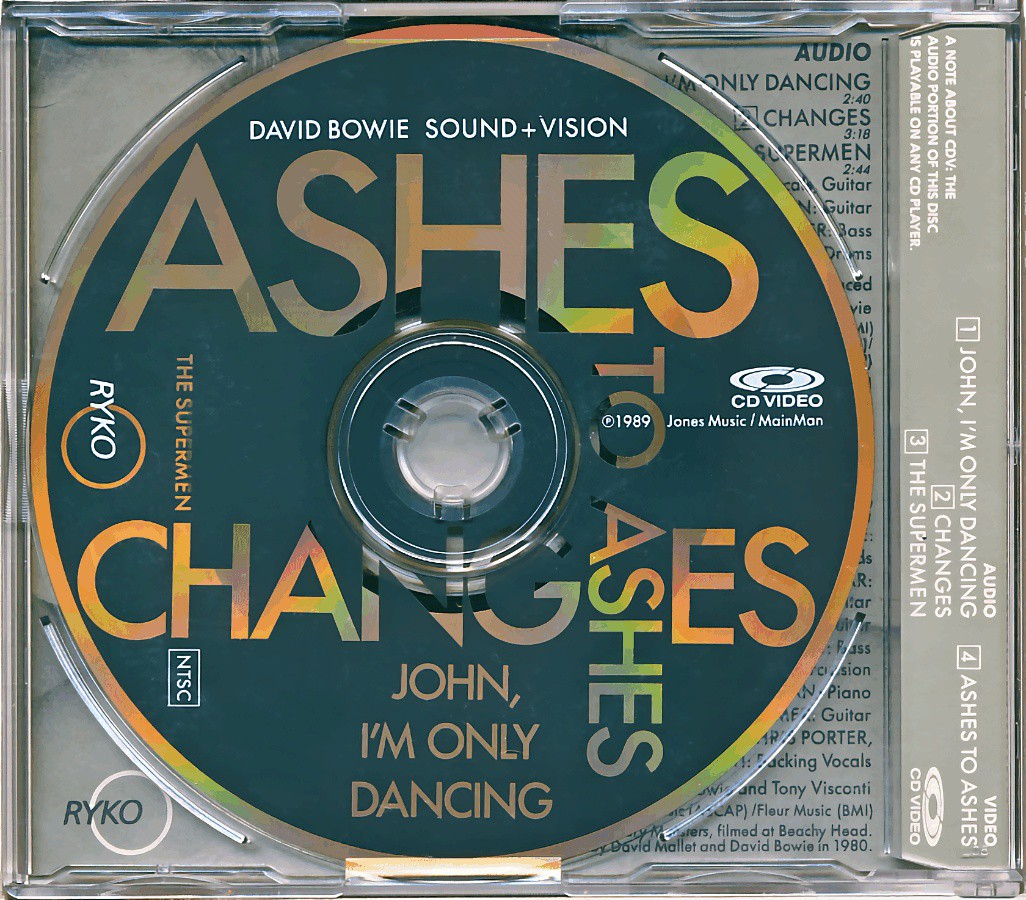 DAVID BOWIE SOUND+VISION
ASHES
TO
ASHES
THE SUPERMEN
RYKO
CD VIDEO
℗1989 Jones Music / MainMan
CHANGES
NTSC
JOHN,
I'M ONLY
DANCING
RYKO
AUDIO
I'M ONLY DANCING
2:40
2 CHANGES
3:18
SUPERMEN
2:44
Guitar
Guitar
Bass
Drums
Bass
Piano
Guitar
PORTER,
Backing Vocals
and Tony Visconti
/Fleur Music (BMI)
filmed at Beachy Head.
by David Mallet and David Bowie in 1980.
A NOTE ABOUT CDV: THE
AUDIO PORTION OF THIS DISC
IS PLAYABLE ON ANY CD PLAYER.
AUDIO
1 JOHN, I'M ONLY DANCING
2 CHANGES
3 THE SUPERMEN
VIDEO
4 ASHES TO ASHES
CD VIDEO